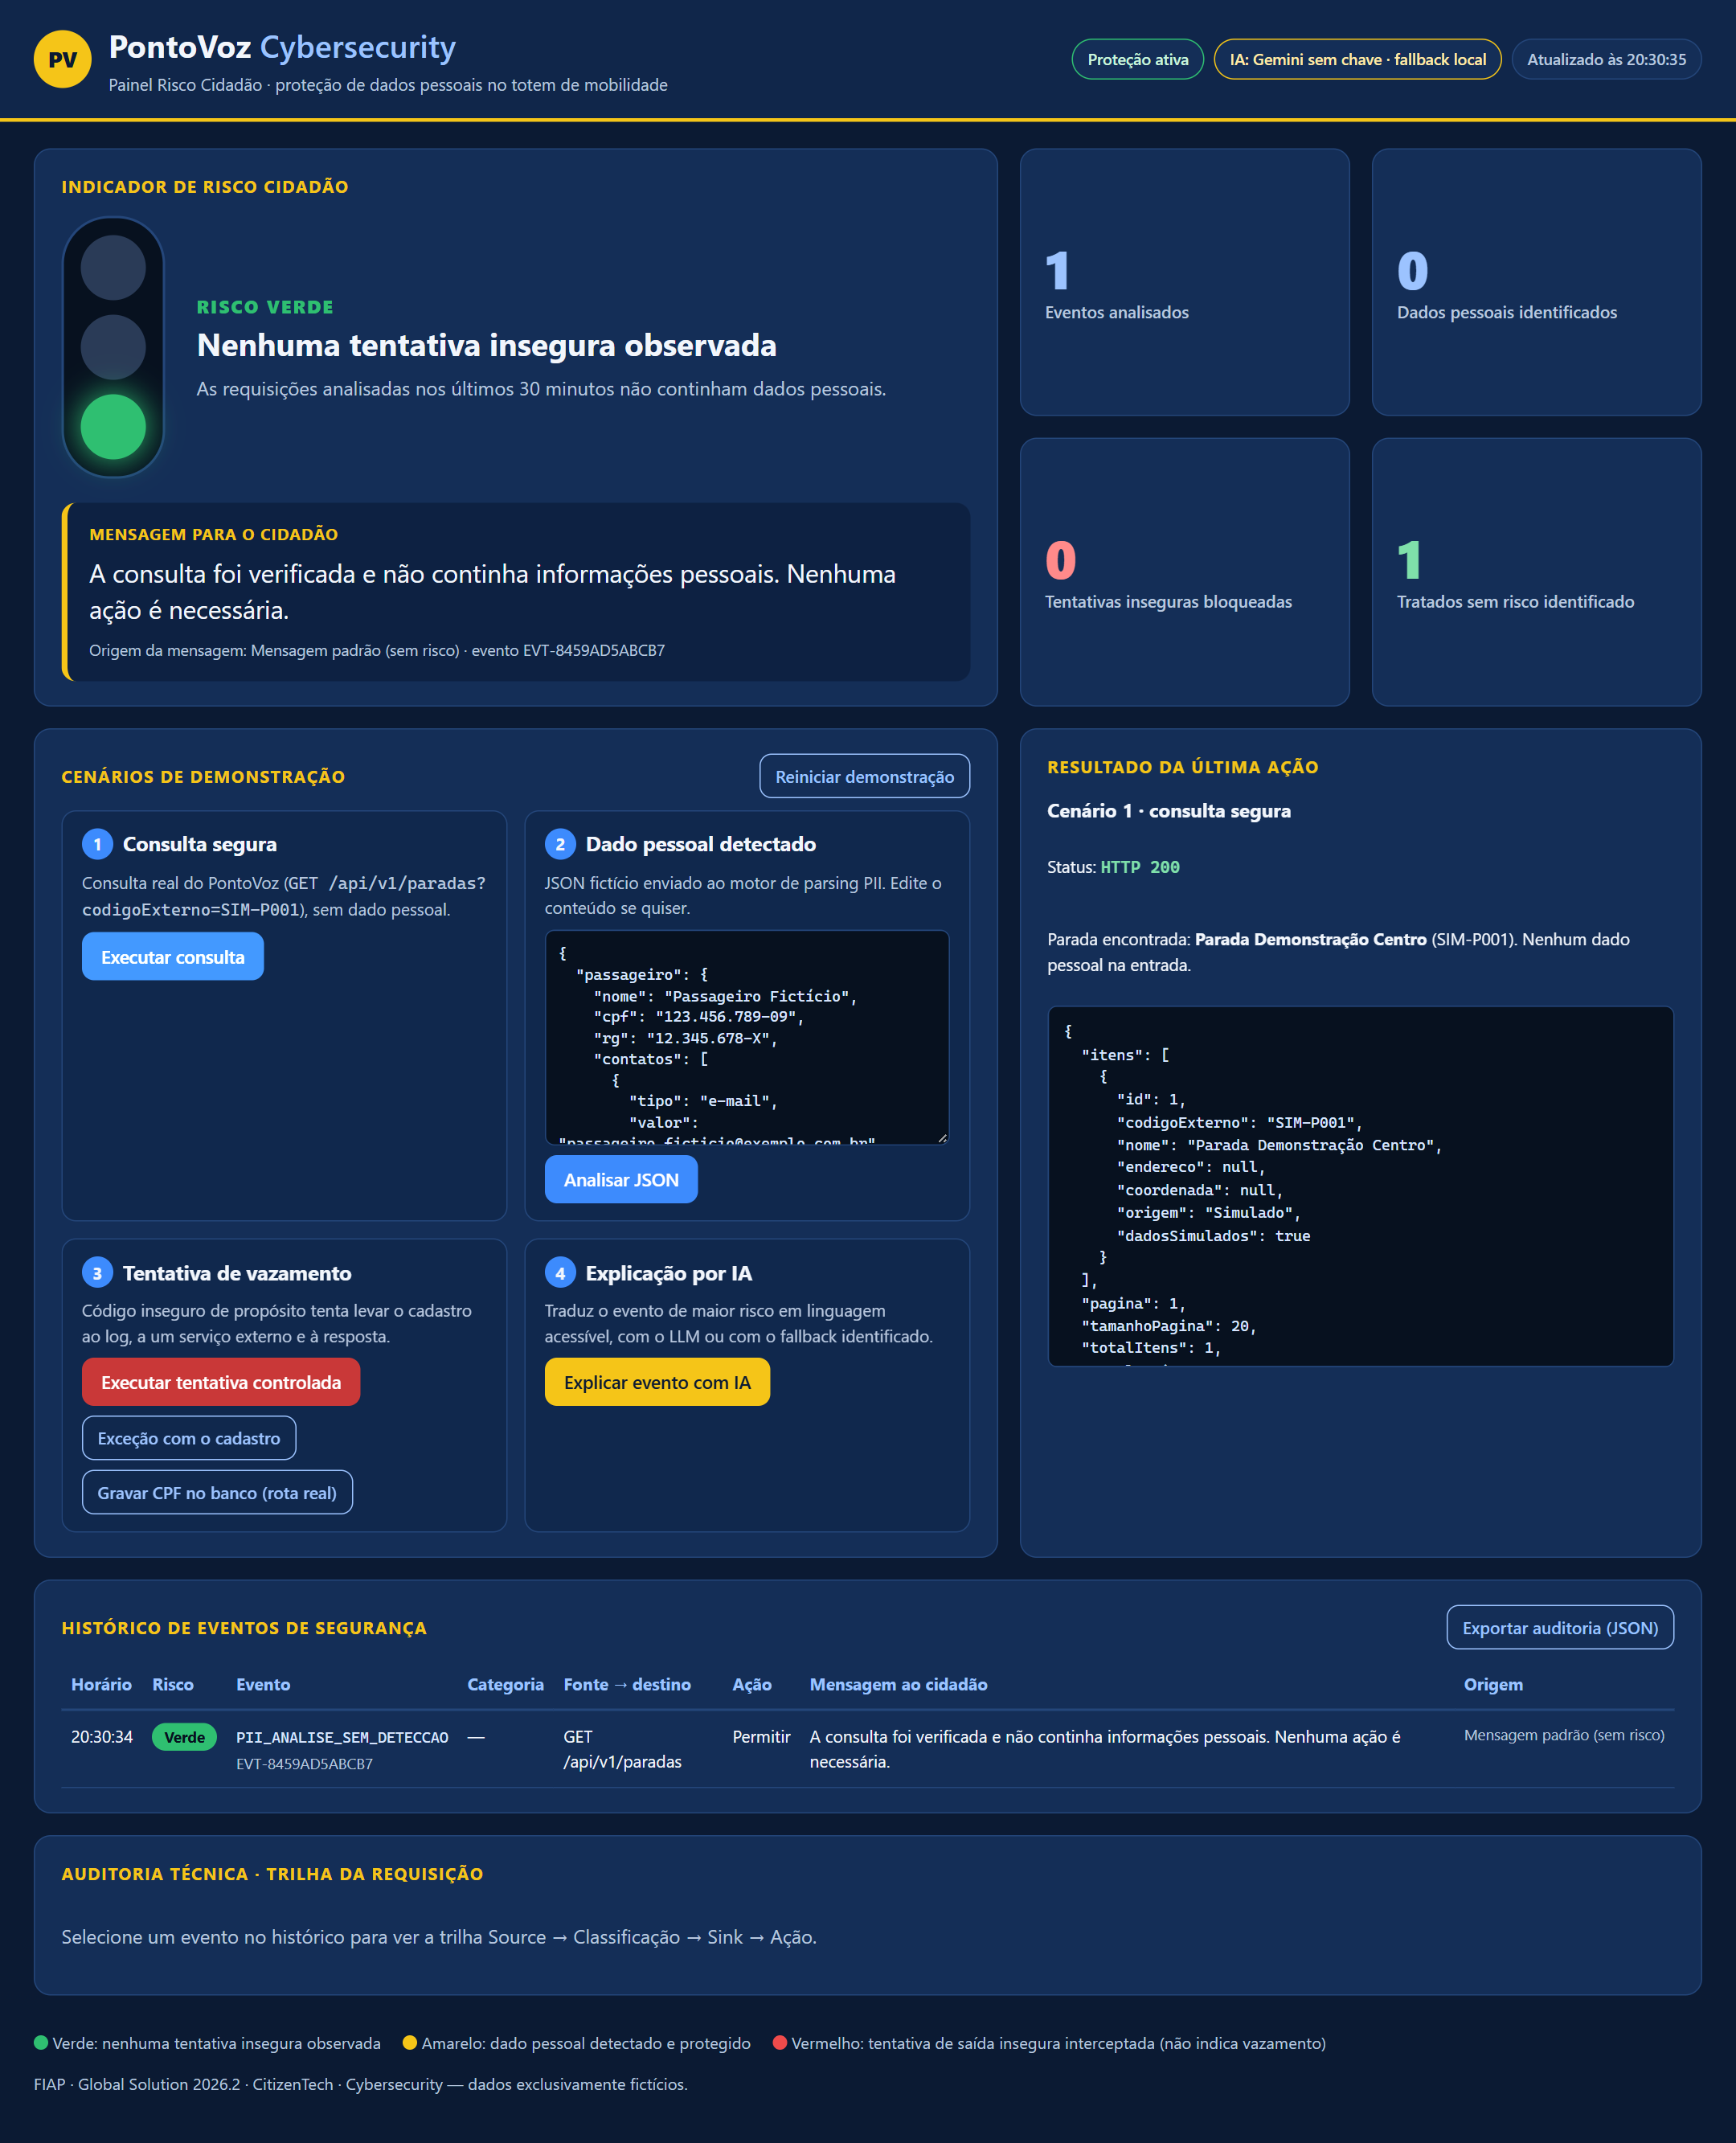 PV
PontoVoz Cybersecurity
Painel Risco Cidadão · proteção de dados pessoais no totem de mobilidade
Proteção ativa
IA: Gemini sem chave · fallback local
Atualizado às 20:30:35
INDICADOR DE RISCO CIDADÃO
RISCO VERDE
Nenhuma tentativa insegura observada
As requisições analisadas nos últimos 30 minutos não continham dados pessoais.
MENSAGEM PARA O CIDADÃO
A consulta foi verificada e não continha informações pessoais. Nenhuma
ação é necessária.
Origem da mensagem: Mensagem padrão (sem risco) · evento EVT-8459AD5ABCB7
1
Eventos analisados
0
Dados pessoais identificados
0
Tentativas inseguras bloqueadas
1
Tratados sem risco identificado
CENÁRIOS DE DEMONSTRAÇÃO
Reiniciar demonstração
1 Consulta segura
Consulta real do PontoVoz (GET /api/v1/paradas?
codigoExterno=SIM-P001), sem dado pessoal.
Executar consulta
2 Dado pessoal detectado
JSON fictício enviado ao motor de parsing PII. Edite o
conteúdo se quiser.
{
"passageiro": {
"nome": "Passageiro Fictício",
"cpf": "123.456.789-09",
"rg": "12.345.678-X",
"contatos": [
{
"tipo": "e-mail",
"valor":
"passageiro.ficticio@exemplo.com.br"
Analisar JSON
3 Tentativa de vazamento
Código inseguro de propósito tenta levar o cadastro
ao log, a um serviço externo e à resposta.
Executar tentativa controlada
Exceção com o cadastro
Gravar CPF no banco (rota real)
4 Explicação por IA
Traduz o evento de maior risco em linguagem
acessível, com o LLM ou com o fallback identificado.
Explicar evento com IA
RESULTADO DA ÚLTIMA AÇÃO
Cenário 1 · consulta segura
Status: HTTP 200
Parada encontrada: Parada Demonstração Centro (SIM-P001). Nenhum dado
pessoal na entrada.
{
"itens": [
{
"id": 1,
"codigoExterno": "SIM-P001",
"nome": "Parada Demonstração Centro",
"endereco": null,
"coordenada": null,
"origem": "Simulado",
"dadosSimulados": true
}
],
"pagina": 1,
"tamanhoPagina": 20,
"totalItens": 1,
HISTÓRICO DE EVENTOS DE SEGURANÇA
Exportar auditoria (JSON)
Horário Risco Evento Categoria Fonte → destino Ação Mensagem ao cidadão Origem
20:30:34 Verde PII_ANALISE_SEM_DETECCAO — GET Permitir A consulta foi verificada e não continha informações pessoais. Nenhuma ação é Mensagem padrão (sem risco)
EVT-8459AD5ABCB7 /api/v1/paradas necessária.
AUDITORIA TÉCNICA · TRILHA DA REQUISIÇÃO
Selecione um evento no histórico para ver a trilha Source → Classificação → Sink → Ação.
Verde: nenhuma tentativa insegura observada Amarelo: dado pessoal detectado e protegido Vermelho: tentativa de saída insegura interceptada (não indica vazamento)
FIAP · Global Solution 2026.2 · CitizenTech · Cybersecurity — dados exclusivamente fictícios.